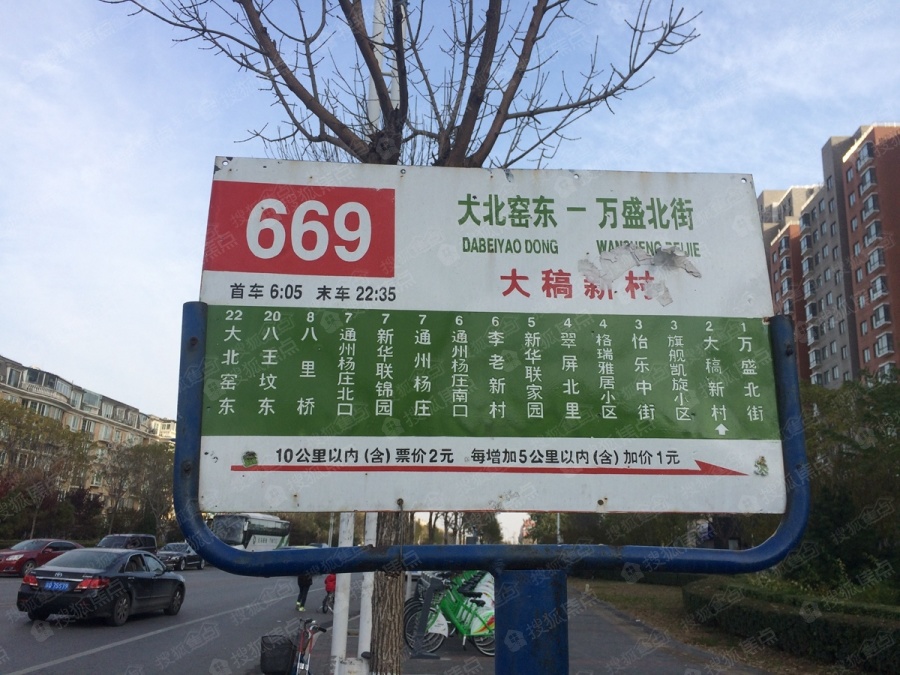 669
犬北窑东 — 万盛北街
DABEIYAO DONG
大稿新村
首车 6:05 末车 22:35
22 大北窑东
20 八王坟东
8 八里桥
7 通州杨庄北口
7 新华联锦园
7 通州杨庄
6 通州杨庄南口
6 李老新村
5 新华联家园
4 翠屏北里
4 格瑞雅居小区
3 怡乐中街
3 旗舰凯旋小区
2 大稿新村
1 万盛北街
10公里以内(含)票价2元 每增加5公里以内(含)加价1元
搜狐焦点